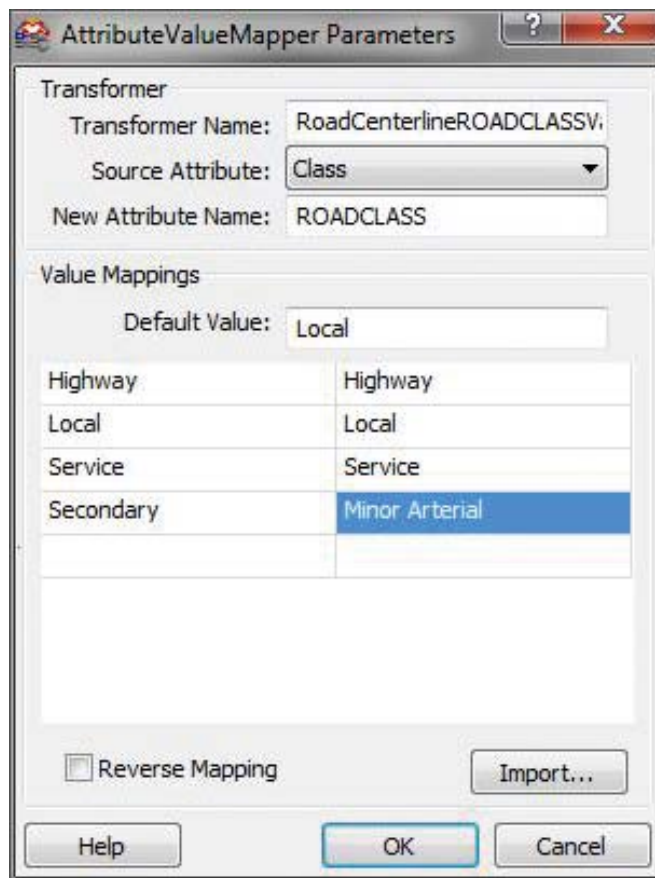 AttributeValueMapper Parameters
Transformer
Transformer Name: RoadCenterlineROADCLASSV
Source Attribute: Class
New Attribute Name: ROADCLASS
Value Mappings
Default Value: Local
Highway Highway
Local Local
Service Service
Secondary Minor Arterial
Reverse Mapping Import...
Help OK Cancel